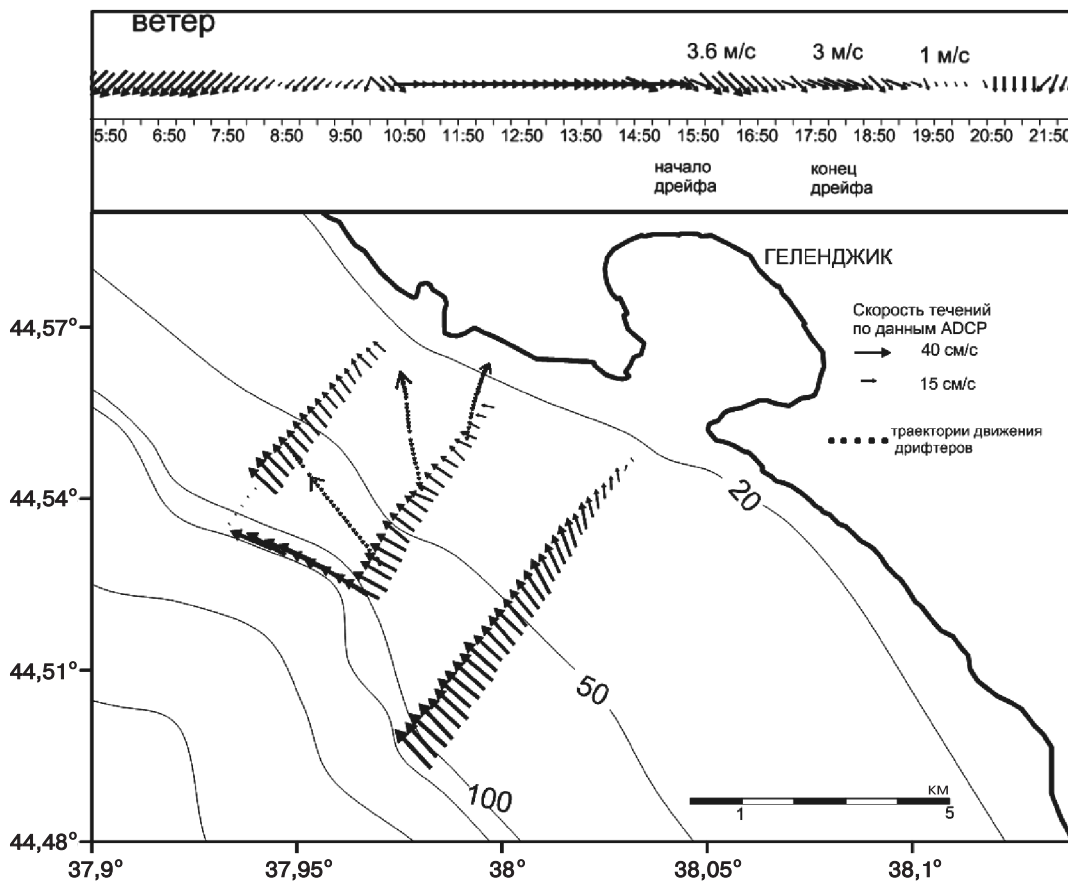 ветер
3.6 м/с 3 м/с 1 м/с
5:50 6:50 7:50 8:50 9:50 10:50 11:50 12:50 13:50 14:50 15:50 16:50 17:50 18:50 19:50 20:50 21:50
начало
дрейфа
конец
дрейфа
ГЕЛЕНДЖИК
Скорость течений
по данным ADCP
40 см/с
15 см/с
траектории движения
дрифтеров
44,57°
44,54°
44,51°
44,48°
20
50
100
км
1 5
37,9° 37,95° 38° 38,05° 38,1°